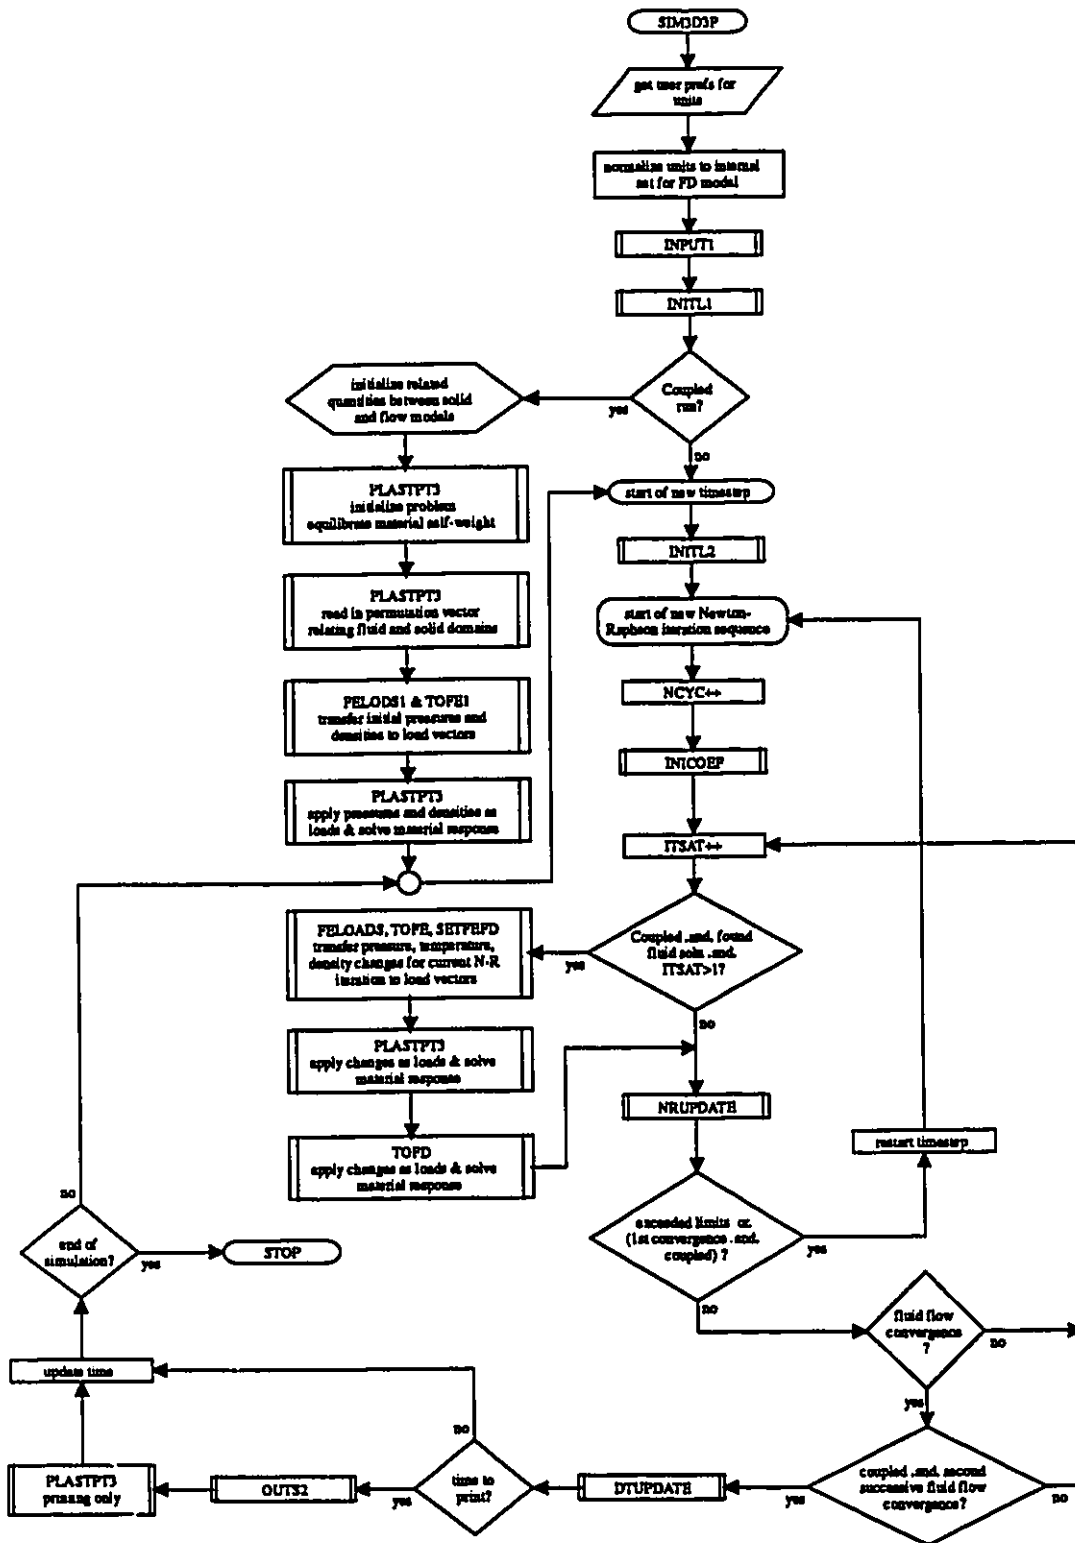 SIM3D3P
get user prefs for
units
normalize units to internal
set for FD model
INPUT1
INITL1
Coupled
run?
yes
no
initialize related
quantities between solid
and flow models
PLASTPT3
initialize problem
equilibrate material self-weight
PLASTPT3
read in permutation vector
relating fluid and solid domains
FELODS1 & TOFE1
transfer initial pressures and
densities to load vectors
PLASTPT3
apply pressures and densities as
loads & solve material response
start of new timestep
INITL2
start of new Newton-
Raphson iteration sequence
NCYC++
INICOEF
ITSAT++
Coupled .and. found
fluid soln .and.
ITSAT>1?
yes
no
FELOADS, TOFE, SETFEFD
transfer pressure, temperature,
density changes for current N-R
iteration to load vectors
PLASTPT3
apply changes as loads & solve
material response
TOFD
apply changes as loads & solve
material response
NRUPDATE
restart timestep
exceeded limits .or.
(1st convergence .and.
coupled) ?
yes
no
fluid flow
convergence
?
no
yes
coupled .and. second
successive fluid flow
convergence?
no
yes
DTUPDATE
time to
print?
no
yes
OUTS2
PLASTPT3
printing only
update time
end of
simulation?
no
yes
STOP